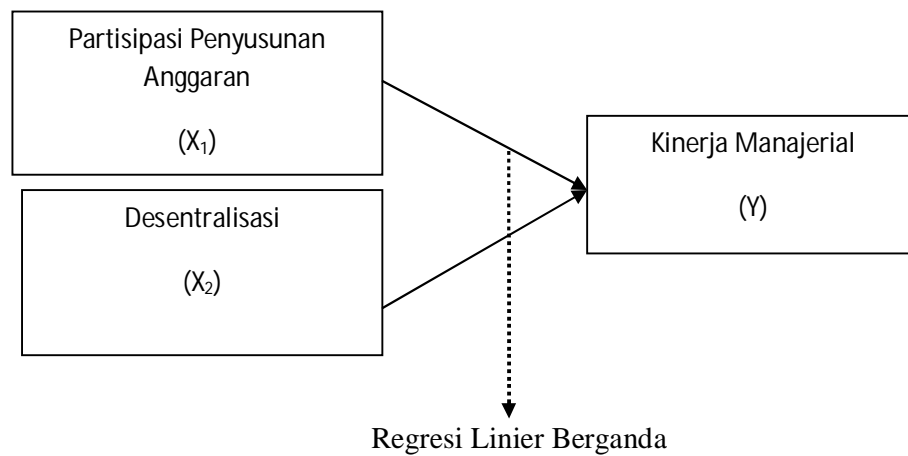 Partisipasi Penyusunan
Anggaran
(X₁)
Desentralisasi
(X₂)
Kinerja Manajerial
(Y)
Regresi Linier Berganda